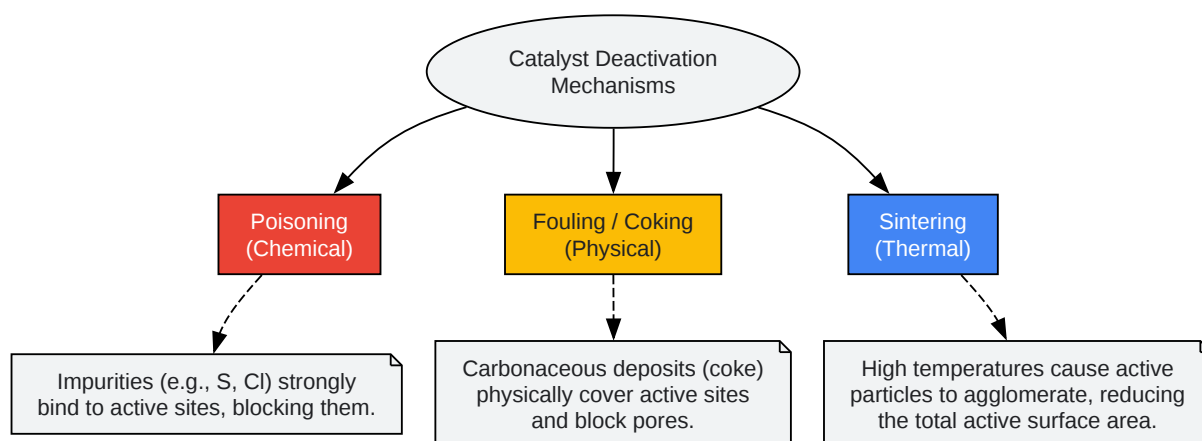 Catalyst Deactivation
Mechanisms
Poisoning
(Chemical)
Fouling / Coking
(Physical)
Sintering
(Thermal)
Impurities (e.g., S, Cl) strongly
bind to active sites, blocking them.
Carbonaceous deposits (coke)
physically cover active sites
and block pores.
High temperatures cause active
particles to agglomerate, reducing
the total active surface area.